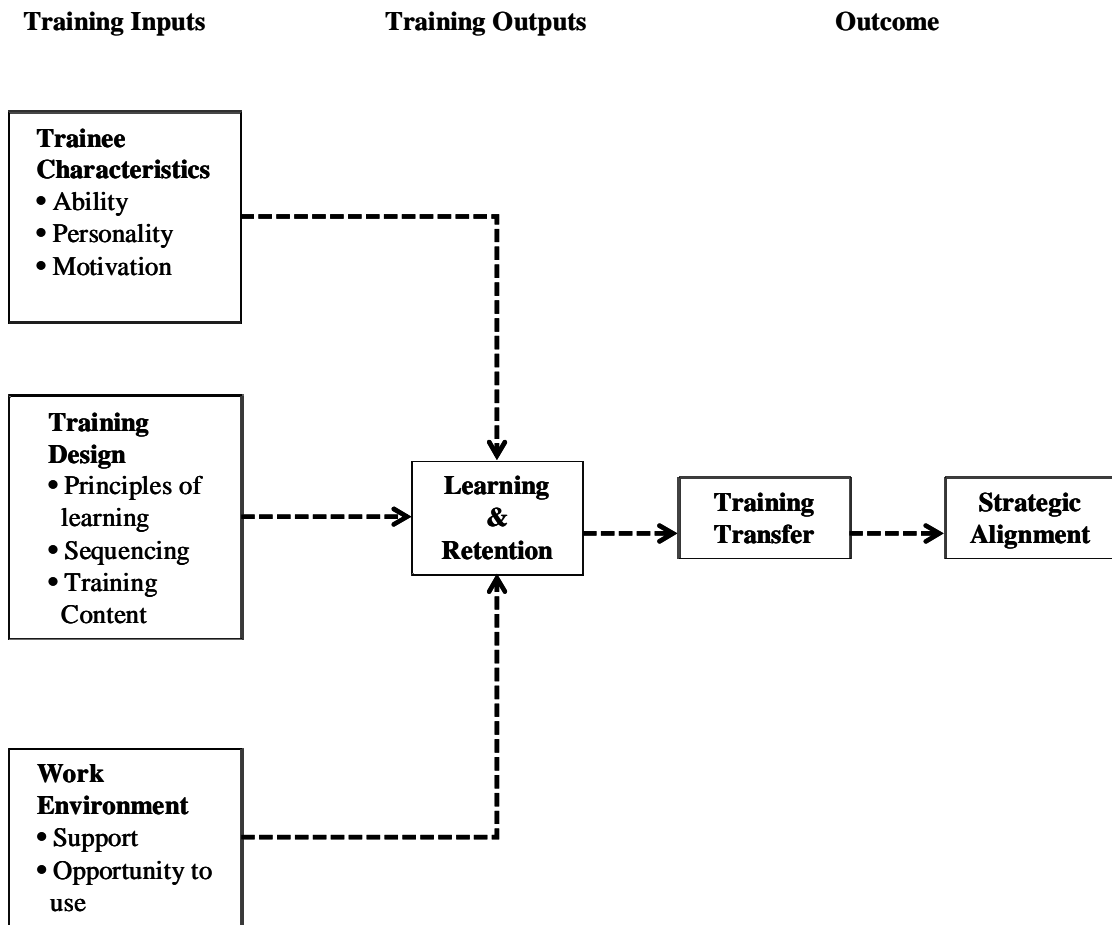 Training Inputs
Training Outputs
Outcome
Trainee
Characteristics
• Ability
• Personality
• Motivation
Training
Design
• Principles of
learning
• Sequencing
• Training
Content
Learning
&
Retention
Training
Transfer
Strategic
Alignment
Work
Environment
• Support
• Opportunity to
use